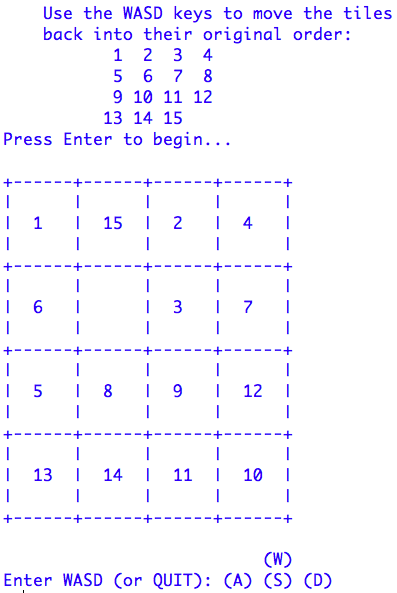 Use the WASD keys to move the tiles
back into their original order:
1 2 3 4
5 6 7 8
9 10 11 12
13 14 15
Press Enter to begin...
+------+------+------+------+
| | | | |
| 1 | 15 | 2 | 4 |
| | | | |
+------+------+------+------+
| | | | |
| 6 | | 3 | 7 |
| | | | |
+------+------+------+------+
| | | | |
| 5 | 8 | 9 | 12 |
| | | | |
+------+------+------+------+
| | | | |
| 13 | 14 | 11 | 10 |
| | | | |
+------+------+------+------+
(W)
Enter WASD (or QUIT): (A) (S) (D)